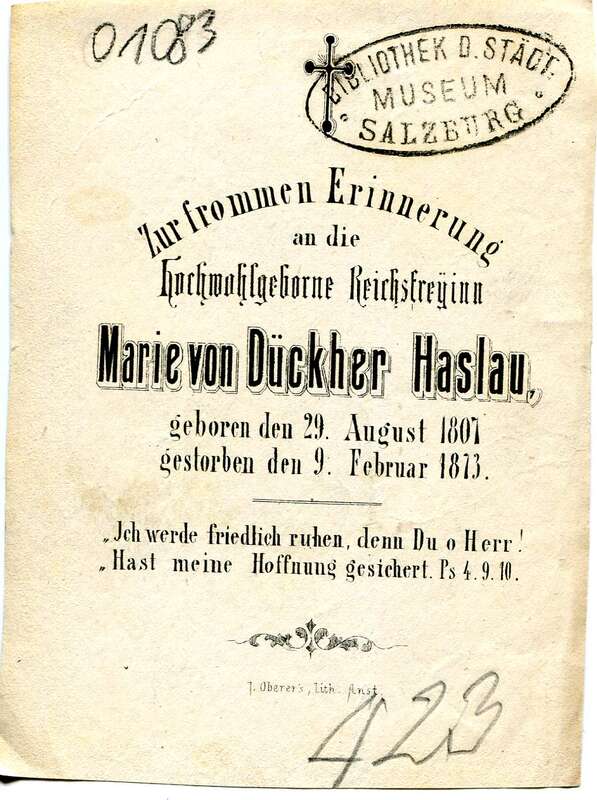 01083
BIBLIOTHEK D. STÄDT.
MUSEUM
SALZBURG
Zur frommen Erinnerung
an die
Hochwohlgeborne Reichsfreÿinn
Marie von Dückher Haslau,
geboren den 29. August 1807
gestorben den 9. Februar 1873.
„Ich werde friedlich ruhen, denn Du o Herr!
„Hast meine Hoffnung gesichert. Ps 4. 9. 10.
J. Oberer's, Lith. Anst.
423